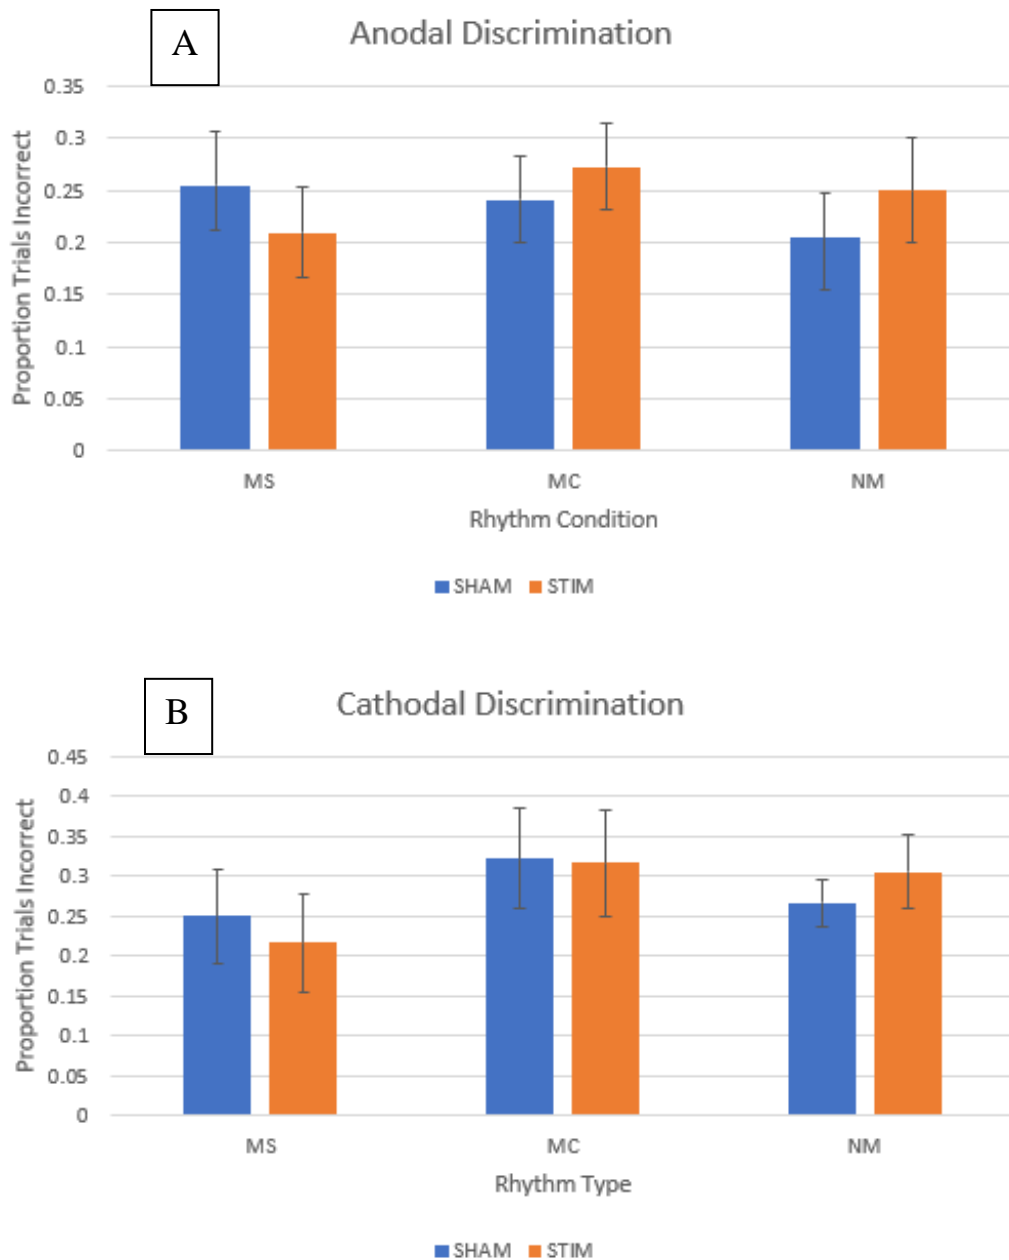 A
Anodal Discrimination
Proportion Trials Incorrect
0.35
0.3
0.25
0.2
0.15
0.1
0.05
0
MS MC NM
Rhythm Condition
SHAM STIM
B
Cathodal Discrimination
Proportion Trials Incorrect
0.45
0.4
0.35
0.3
0.25
0.2
0.15
0.1
0.05
0
MS MC NM
Rhythm Type
SHAM STIM